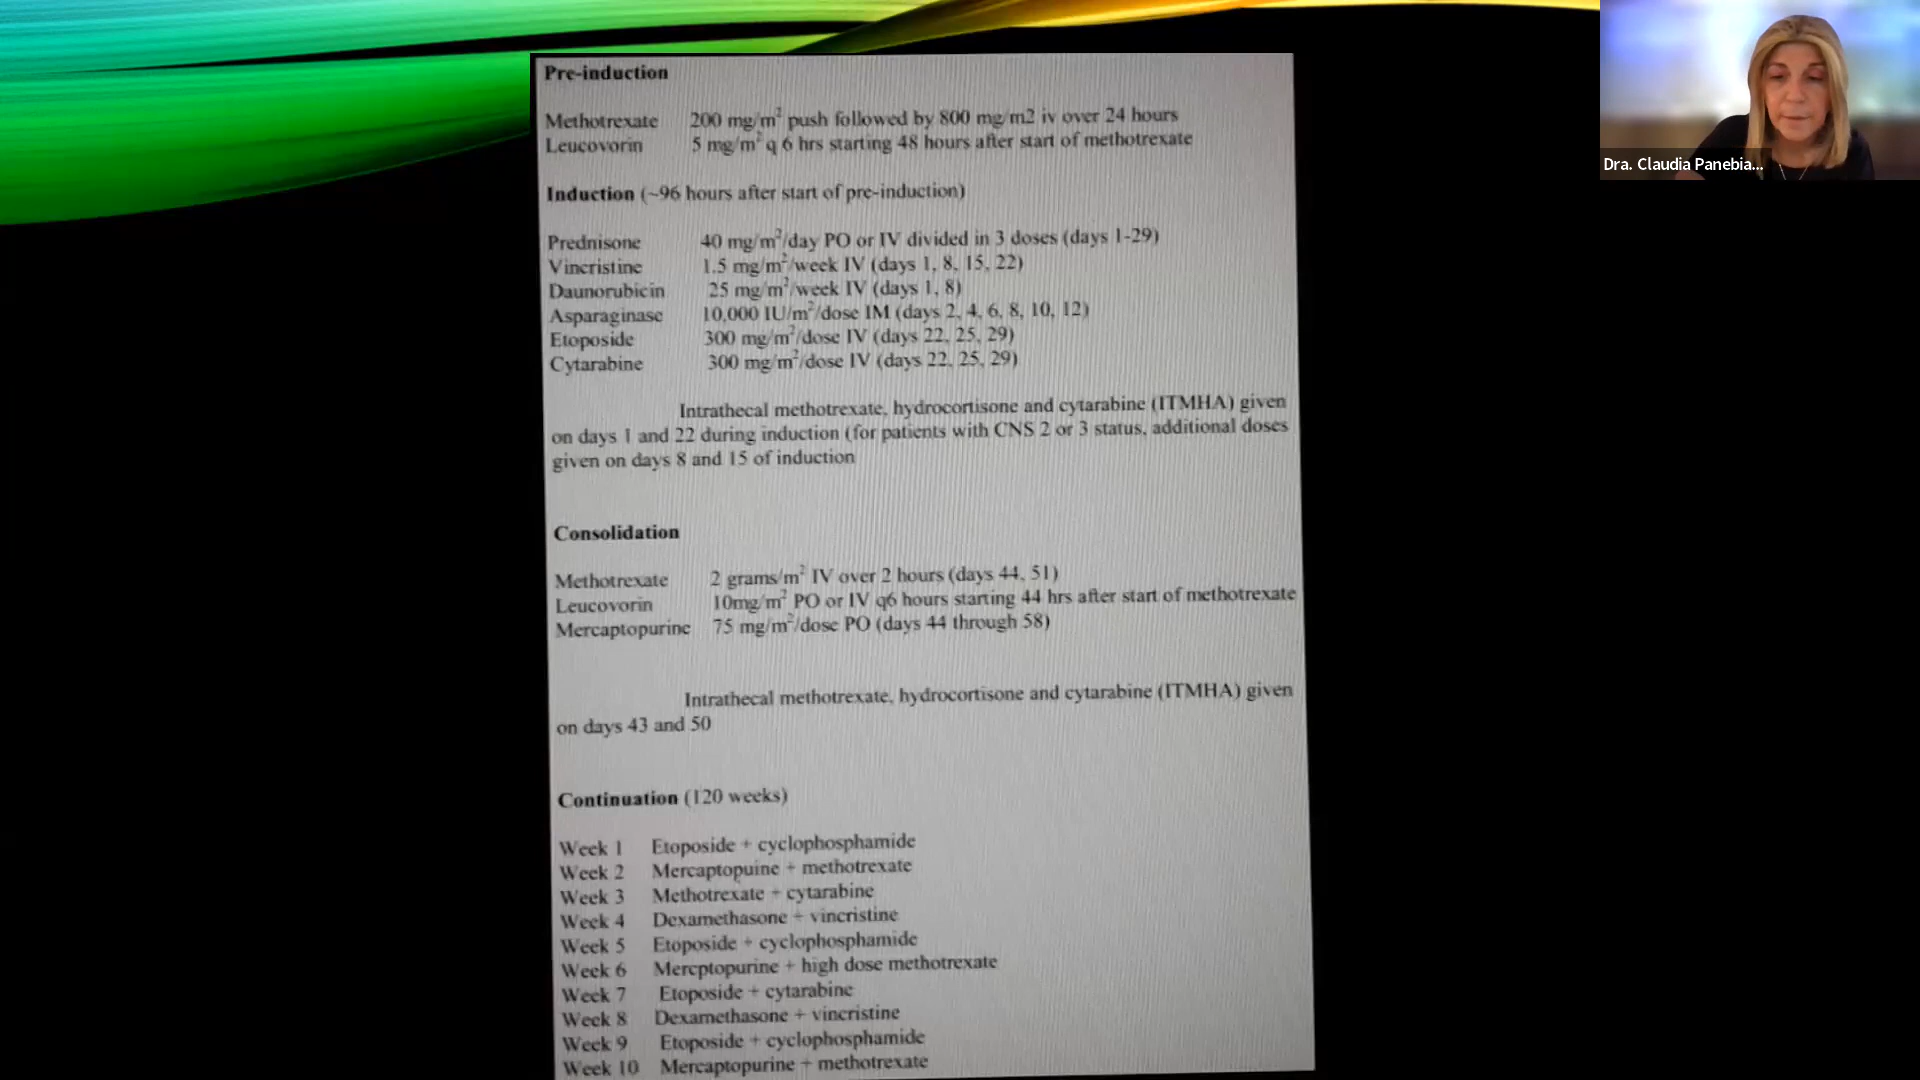 Pre-induction
Methotrexate 200 mg/m² push followed by 800 mg/m2 iv over 24 hours
Leucovorin 5 mg/m² q 6 hrs starting 48 hours after start of methotrexate
Induction (~96 hours after start of pre-induction)
Prednisone 40 mg/m²/day PO or IV divided in 3 doses (days 1-29)
Vincristine 1.5 mg/m²/week IV (days 1, 8, 15, 22)
Daunorubicin 25 mg/m²/week IV (days 1, 8)
Asparaginase 10,000 IU/m²/dose IM (days 2, 4, 6, 8, 10, 12)
Etoposide 300 mg/m²/dose IV (days 22, 25, 29)
Cytarabine 300 mg/m²/dose IV (days 22, 25, 29)
Intrathecal methotrexate, hydrocortisone and cytarabine (ITMHA) given
on days 1 and 22 during induction (for patients with CNS 2 or 3 status, additional doses
given on days 8 and 15 of induction
Consolidation
Methotrexate 2 grams/m² IV over 2 hours (days 44, 51)
Leucovorin 10mg/m² PO or IV q6 hours starting 44 hrs after start of methotrexate
Mercaptopurine 75 mg/m²/dose PO (days 44 through 58)
Intrathecal methotrexate, hydrocortisone and cytarabine (ITMHA) given
on days 43 and 50
Continuation (120 weeks)
Week 1 Etoposide + cyclophosphamide
Week 2 Mercaptopuine + methotrexate
Week 3 Methotrexate + cytarabine
Week 4 Dexamethasone + vincristine
Week 5 Etoposide + cyclophosphamide
Week 6 Mercptopurine + high dose methotrexate
Week 7 Etoposide + cytarabine
Week 8 Dexamethasone + vincristine
Week 9 Etoposide + cyclophosphamide
Week 10 Mercaptopurine + methotrexate
Dra. Claudia Panebia...